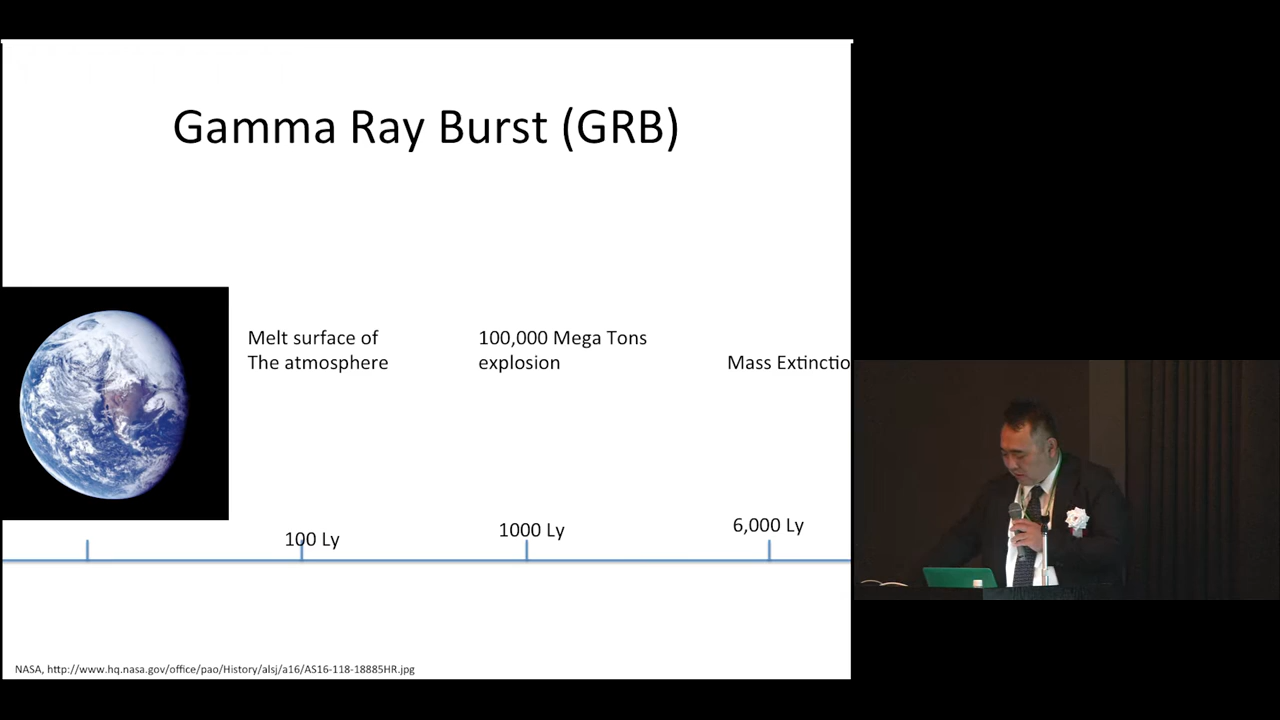 Gamma Ray Burst (GRB)
Melt surface of
The atmosphere
100,000 Mega Tons
explosion
Mass Extinctio
100 Ly
1000 Ly
6,000 Ly
NASA, http://www.hq.nasa.gov/office/pao/History/alsj/a16/AS16-118-18885HR.jpg